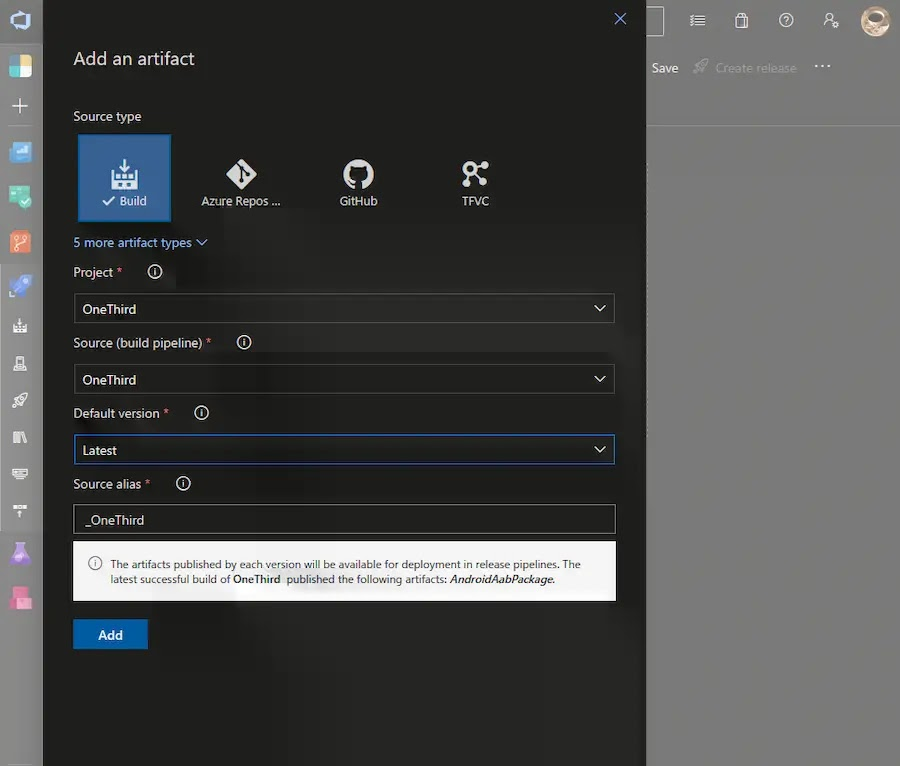 Add an artifact
Save
Create release
...
Source type
Build
Azure Repos ...
GitHub
TFVC
5 more artifact types
Project *
OneThird
Source (build pipeline) *
OneThird
Default version *
Latest
Source alias *
_OneThird
The artifacts published by each version will be available for deployment in release pipelines. The
latest successful build of OneThird published the following artifacts: AndroidAabPackage.
Add